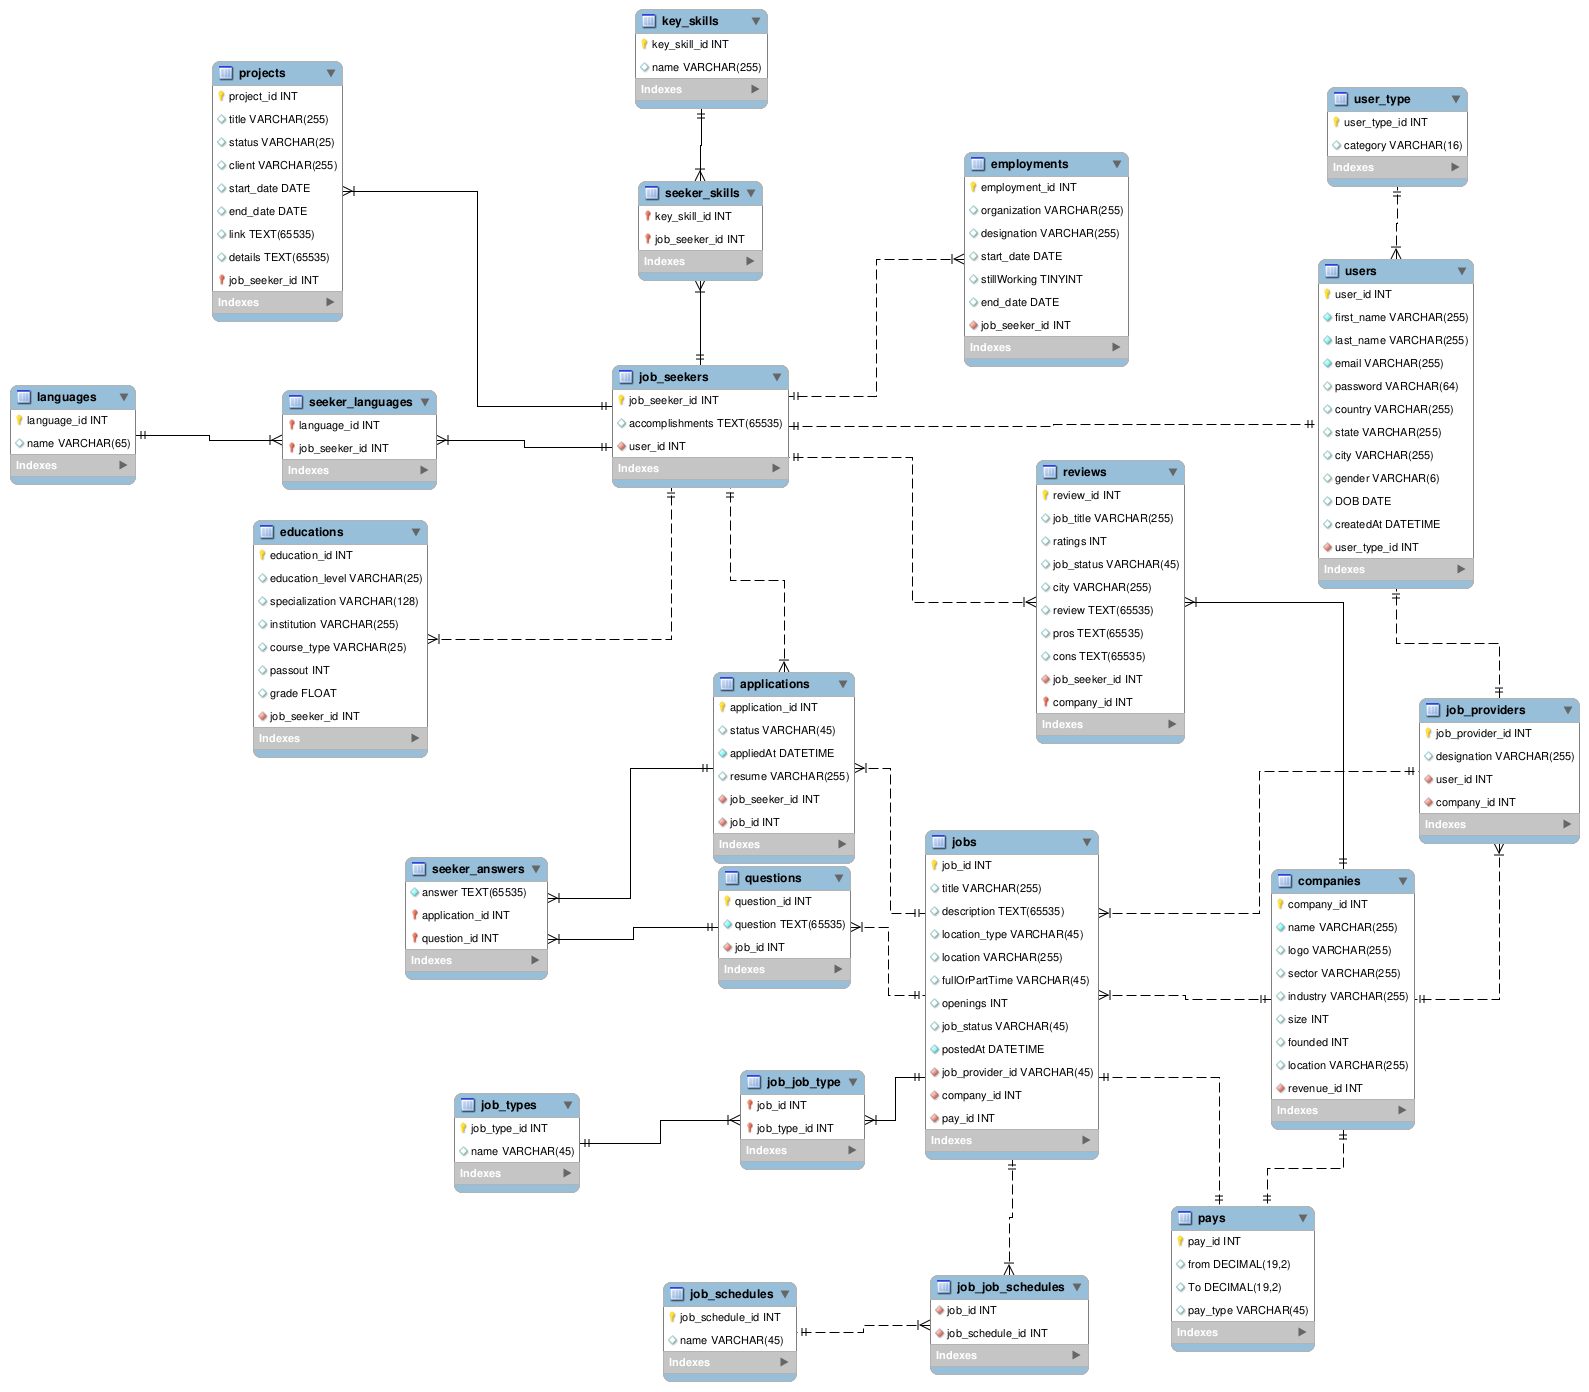 key_skills
key_skill_id INT
name VARCHAR(255)
Indexes
projects
project_id INT
title VARCHAR(255)
status VARCHAR(25)
client VARCHAR(255)
start_date DATE
end_date DATE
link TEXT(65535)
details TEXT(65535)
job_seeker_id INT
Indexes
user_type
user_type_id INT
category VARCHAR(16)
Indexes
seeker_skills
key_skill_id INT
job_seeker_id INT
Indexes
employments
employment_id INT
organization VARCHAR(255)
designation VARCHAR(255)
start_date DATE
stillWorking TINYINT
end_date DATE
job_seeker_id INT
Indexes
users
user_id INT
first_name VARCHAR(255)
last_name VARCHAR(255)
email VARCHAR(255)
password VARCHAR(64)
country VARCHAR(255)
state VARCHAR(255)
city VARCHAR(255)
gender VARCHAR(6)
DOB DATE
createdAt DATETIME
user_type_id INT
Indexes
languages
language_id INT
name VARCHAR(65)
Indexes
seeker_languages
language_id INT
job_seeker_id INT
Indexes
job_seekers
job_seeker_id INT
accomplishments TEXT(65535)
user_id INT
Indexes
reviews
review_id INT
job_title VARCHAR(255)
ratings INT
job_status VARCHAR(45)
city VARCHAR(255)
review TEXT(65535)
pros TEXT(65535)
cons TEXT(65535)
job_seeker_id INT
company_id INT
Indexes
educations
education_id INT
education_level VARCHAR(25)
specialization VARCHAR(128)
institution VARCHAR(255)
course_type VARCHAR(25)
passout INT
grade FLOAT
job_seeker_id INT
Indexes
applications
application_id INT
status VARCHAR(45)
appliedAt DATETIME
resume VARCHAR(255)
job_seeker_id INT
job_id INT
Indexes
job_providers
job_provider_id INT
designation VARCHAR(255)
user_id INT
company_id INT
Indexes
seeker_answers
answer TEXT(65535)
application_id INT
question_id INT
Indexes
questions
question_id INT
question TEXT(65535)
job_id INT
Indexes
jobs
job_id INT
title VARCHAR(255)
description TEXT(65535)
location_type VARCHAR(45)
location VARCHAR(255)
fullOrPartTime VARCHAR(45)
openings INT
job_status VARCHAR(45)
postedAt DATETIME
job_provider_id VARCHAR(45)
company_id INT
pay_id INT
Indexes
companies
company_id INT
name VARCHAR(255)
logo VARCHAR(255)
sector VARCHAR(255)
industry VARCHAR(255)
size INT
founded INT
location VARCHAR(255)
revenue_id INT
Indexes
job_types
job_type_id INT
name VARCHAR(45)
Indexes
job_job_type
job_id INT
job_type_id INT
Indexes
pays
pay_id INT
from DECIMAL(19,2)
To DECIMAL(19,2)
pay_type VARCHAR(45)
Indexes
job_schedules
job_schedule_id INT
name VARCHAR(45)
Indexes
job_job_schedules
job_id INT
job_schedule_id INT
Indexes